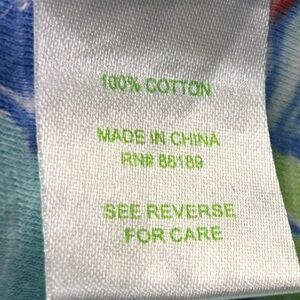 100% COTTON
MADE IN CHINA
RN# 88189
SEE REVERSE
FOR CARE